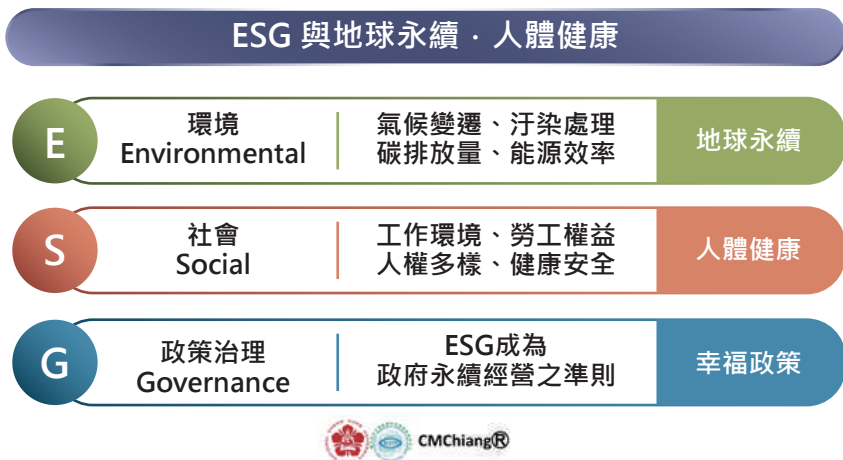 ESG 與地球永續．人體健康
E
環境
Environmental
氣候變遷、汙染處理
碳排放量、能源效率
地球永續
S
社會
Social
工作環境、勞工權益
人權多樣、健康安全
人體健康
G
政策治理
Governance
ESG成為
政府永續經營之準則
幸福政策
CMChiang®